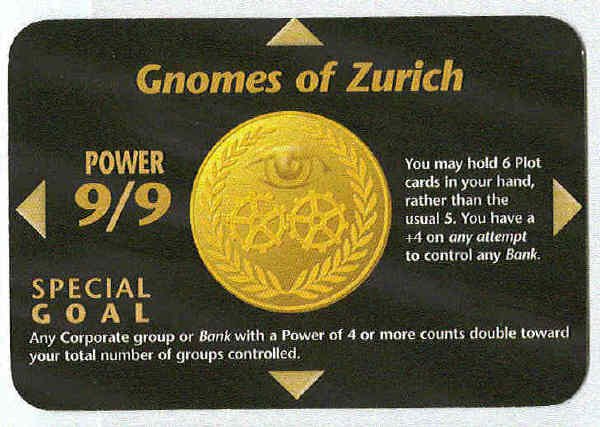 Gnomes of Zurich
POWER
9/9
You may hold 6 Plot
cards in your hand,
rather than the
usual 5. You have a
+4 on any attempt
to control any Bank.
SPECIAL
GOAL
Any Corporate group or Bank with a Power of 4 or more counts double toward
your total number of groups controlled.